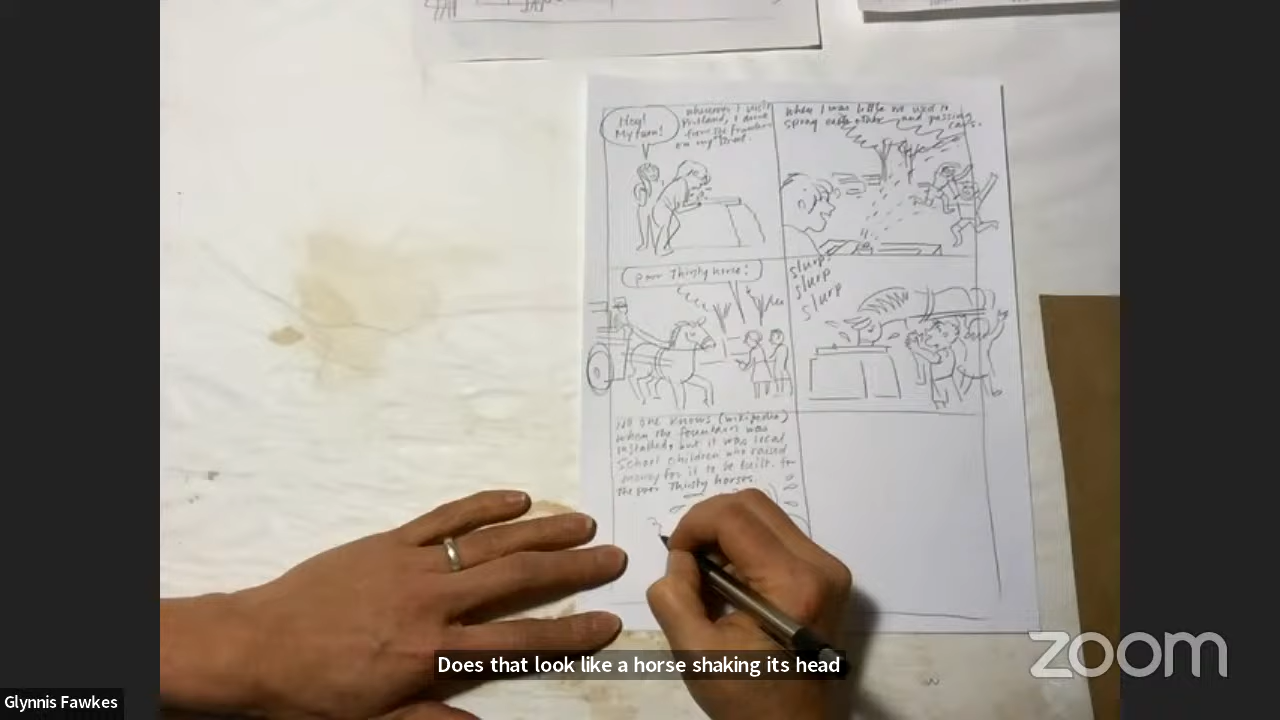 Hey!
My turn!
whenever I visit
Portland, I drink
from the fountain
on my street.
When I was little we used to
spray each other and passing
cars.
Poor Thirsty horse!
slurp!
slurp
slurp
No one knows (wikipedia)
when the fountain was
installed, but it was local
School children who raised
money for it to be built. for
the poor Thirsty horses.
Does that look like a horse shaking its head
Glynnis Fawkes
zoom